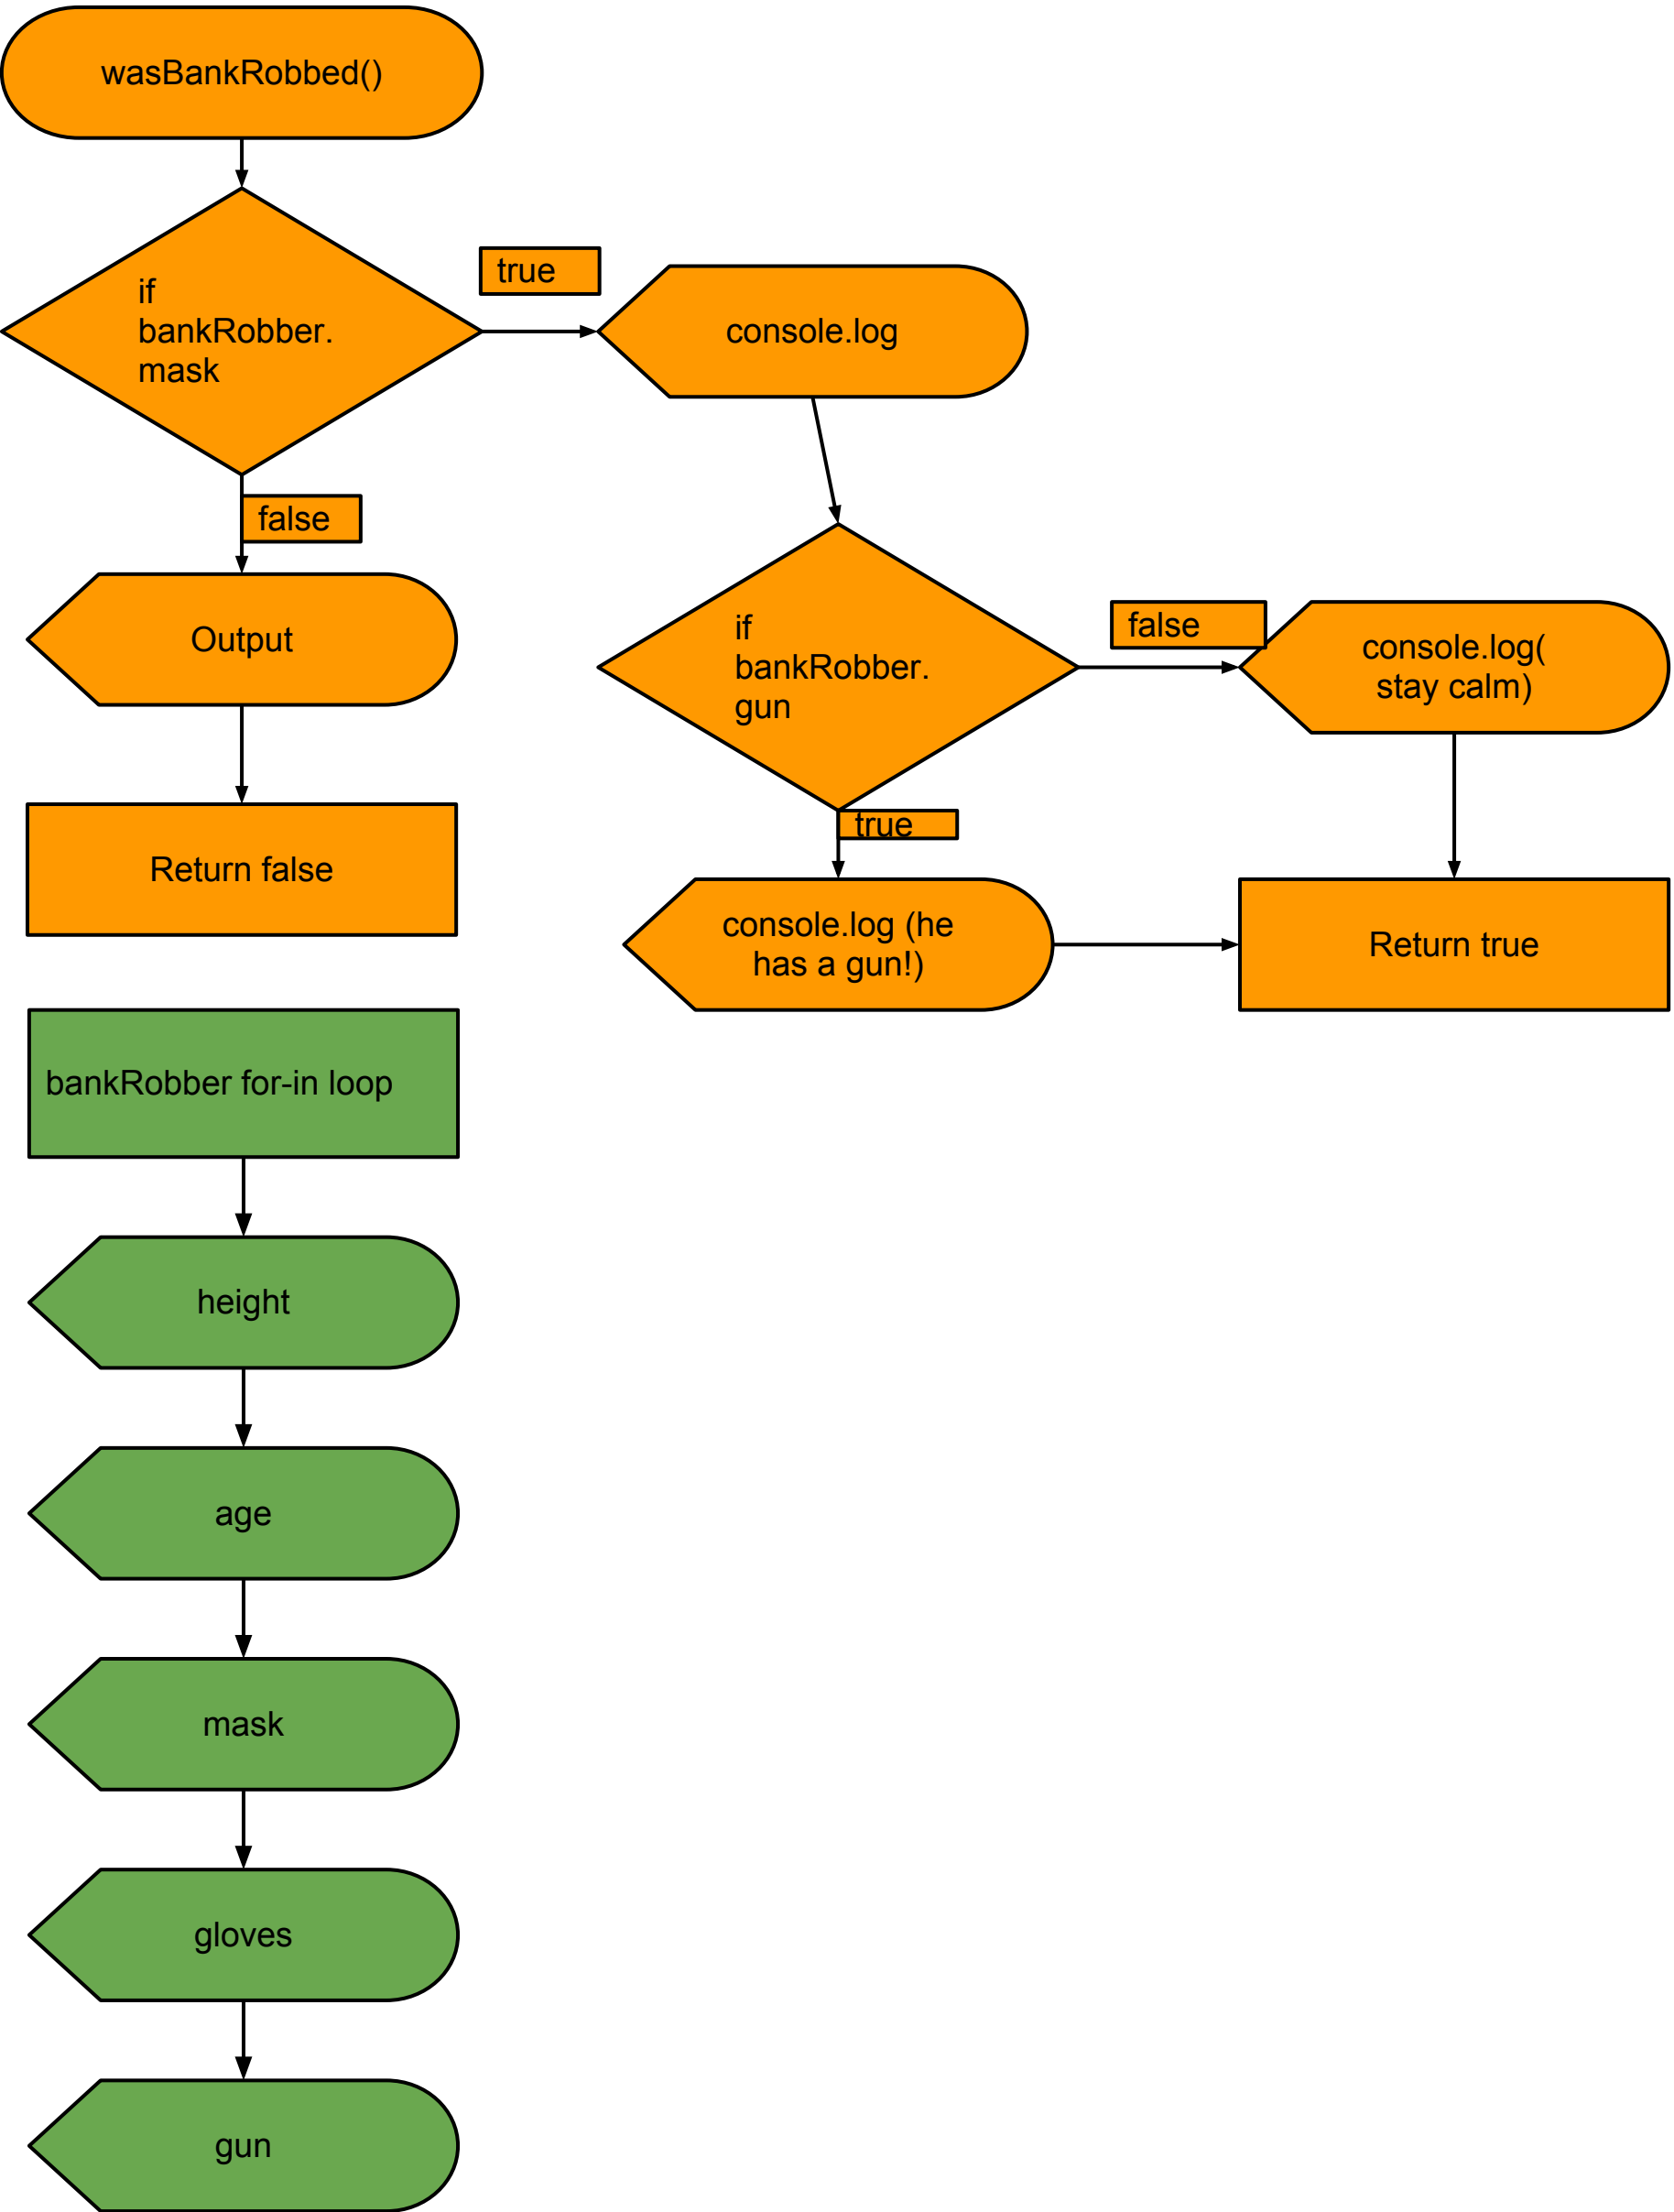 wasBankRobbed()
if
bankRobber.
mask
true
console.log
false
Output
Return false
if
bankRobber.
gun
false
console.log(
stay calm)
true
console.log (he
has a gun!)
Return true
bankRobber for-in loop
height
age
mask
gloves
gun